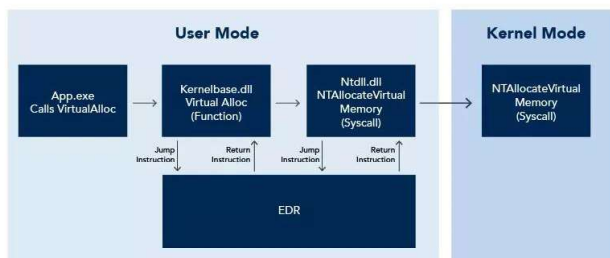 User Mode
Kernel Mode
App.exe
Calls VirtualAlloc
Kernelbase.dll
Virtual Alloc
(Function)
Ntdll.dll
NTAllocateVirtual
Memory
(Syscall)
NTAllocateVirtual
Memory
(Syscall)
Jump
Instruction
Return
Instruction
Jump
Instruction
Return
Instruction
EDR